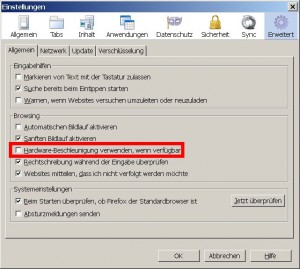 Einstellungen
Allgemein Tabs Inhalt Anwendungen Datenschutz Sicherheit Sync Erweitert
Allgemein Netzwerk Update Verschlüsselung
Eingabehilfen
Markieren von Text mit der Tastatur zulassen
Suche bereits beim Eintippen starten
Warnen, wenn Websites versuchen umzuleiten oder neuzuladen
Browsing
Automatischen Bildlauf aktivieren
Sanften Bildlauf aktivieren
Hardware-Beschleunigung verwenden, wenn verfügbar
Rechtschreibung während der Eingabe überprüfen
Websites mitteilen, dass ich nicht verfolgt werden möchte
Systemeinstellungen
Beim Starten überprüfen, ob Firefox der Standardbrowser ist Jetzt überprüfen
Absturzmeldungen senden
OK Abbrechen Hilfe